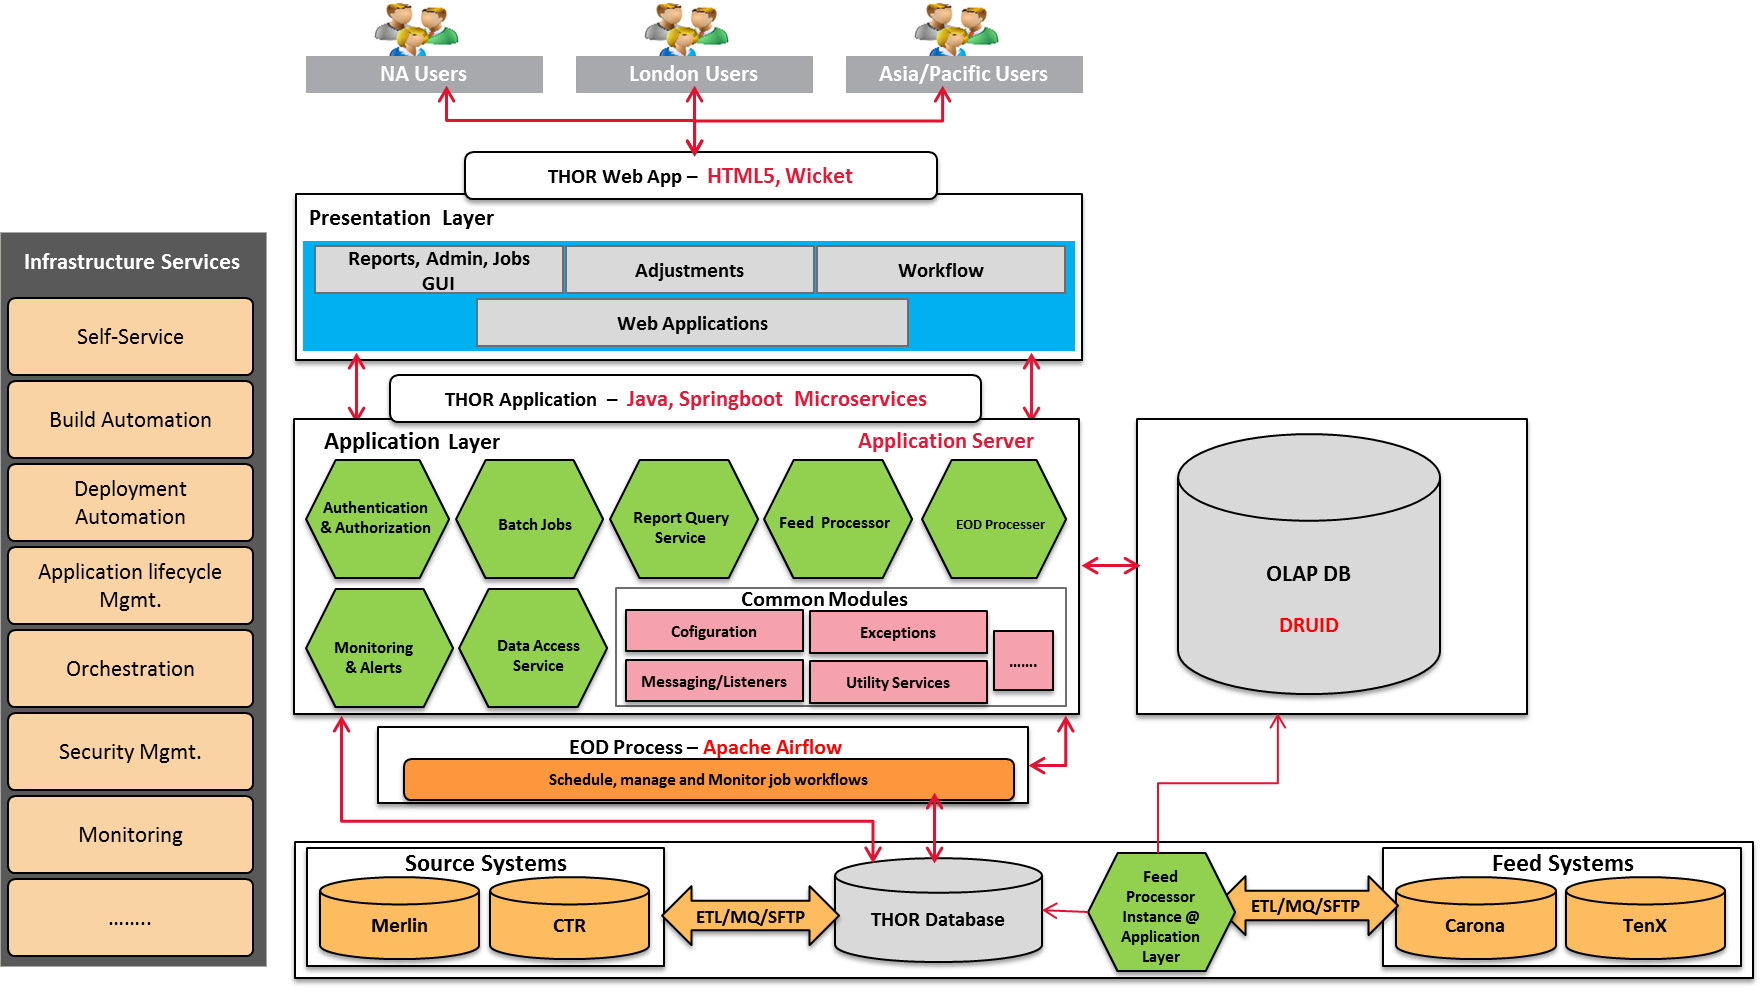 NA Users
London Users
Asia/Pacific Users
THOR Web App – HTML5, Wicket
Presentation Layer
Reports, Admin, Jobs
GUI
Adjustments
Workflow
Web Applications
Infrastructure Services
Self-Service
Build Automation
Deployment
Automation
Application lifecycle
Mgmt.
Orchestration
Security Mgmt.
Monitoring
........
THOR Application – Java, Springboot Microservices
Application Layer
Application Server
Authentication
& Authorization
Batch Jobs
Report Query
Service
Feed Processor
EOD Processer
Monitoring
& Alerts
Data Access
Service
Common Modules
Cofiguration
Exceptions
Messaging/Listeners
Utility Services
.......
OLAP DB
DRUID
EOD Process – Apache Airflow
Schedule, manage and Monitor job workflows
Source Systems
Merlin
CTR
ETL/MQ/SFTP
THOR Database
Feed
Processor
Instance @
Application
Layer
ETL/MQ/SFTP
Feed Systems
Carona
TenX